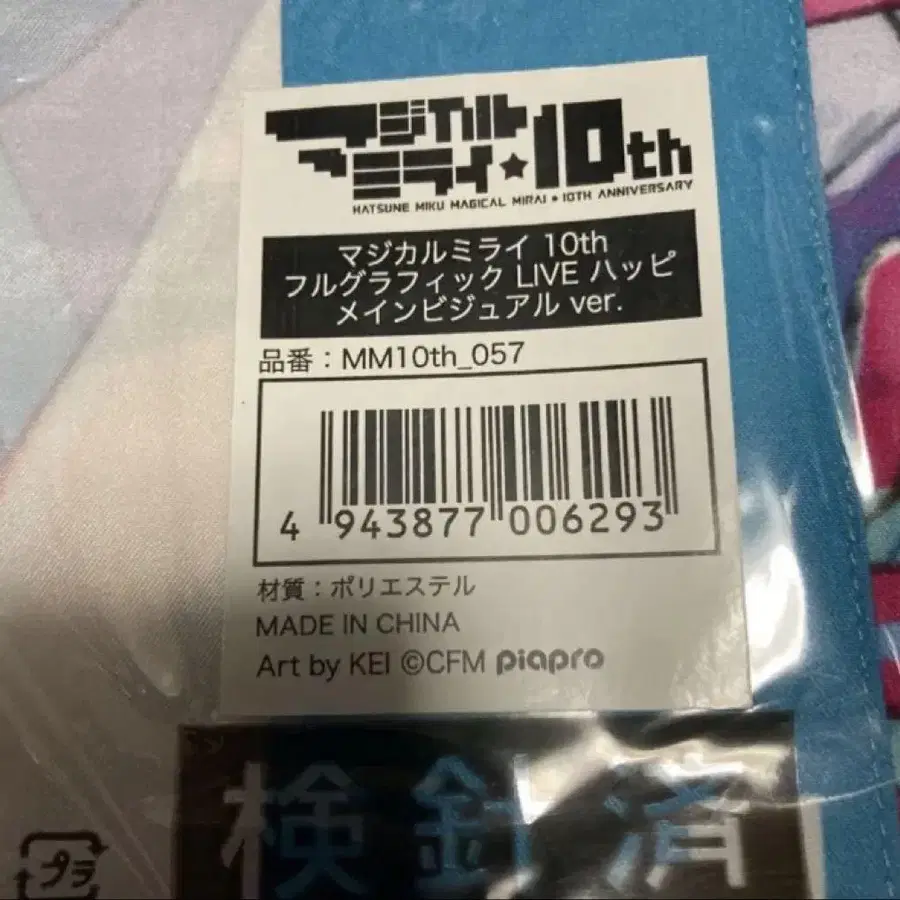 マジカル
ミライ★10th
HATSUNE MIKU MAGICAL MIRAI ★ 10TH ANNIVERSARY
マジカルミライ 10th
フルグラフィック LIVE ハッピ
メインビジュアル ver.
品番：MM10th_057
4 943877 006293
材質：ポリエステル
MADE IN CHINA
Art by KEI ©CFM piapro
検針済
プラ